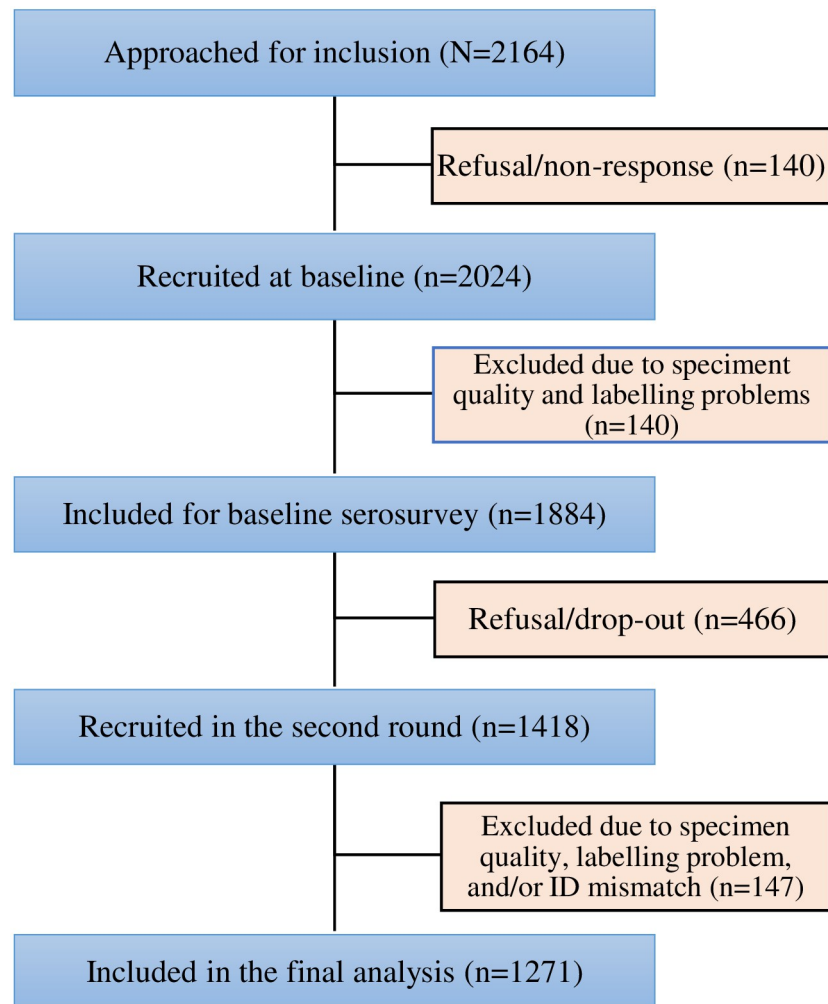 Approached for inclusion (N=2164)
Refusal/non-response (n=140)
Recruited at baseline (n=2024)
Excluded due to speciment
quality and labelling problems
(n=140)
Included for baseline serosurvey (n=1884)
Refusal/drop-out (n=466)
Recruited in the second round (n=1418)
Excluded due to specimen
quality, labelling problem,
and/or ID mismatch (n=147)
Included in the final analysis (n=1271)